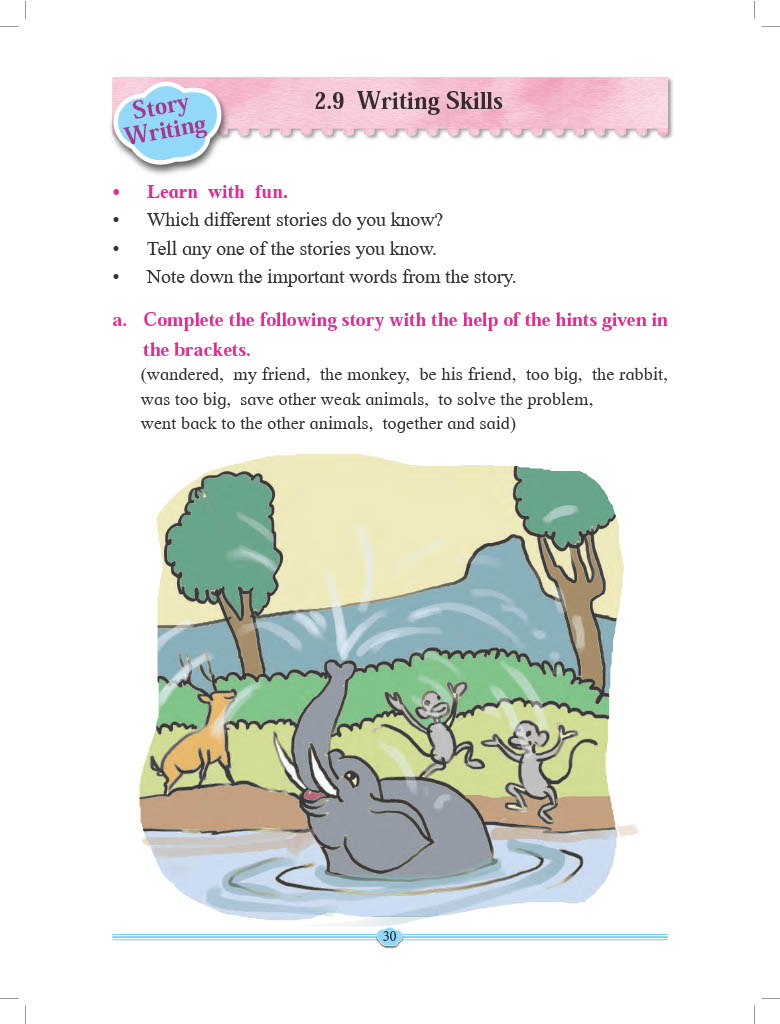 Story
Writing
2.9 Writing Skills
• Learn with fun.
• Which different stories do you know?
• Tell any one of the stories you know.
• Note down the important words from the story.
a. Complete the following story with the help of the hints given in
the brackets.
(wandered, my friend, the monkey, be his friend, too big, the rabbit,
was too big, save other weak animals, to solve the problem,
went back to the other animals, together and said)
30